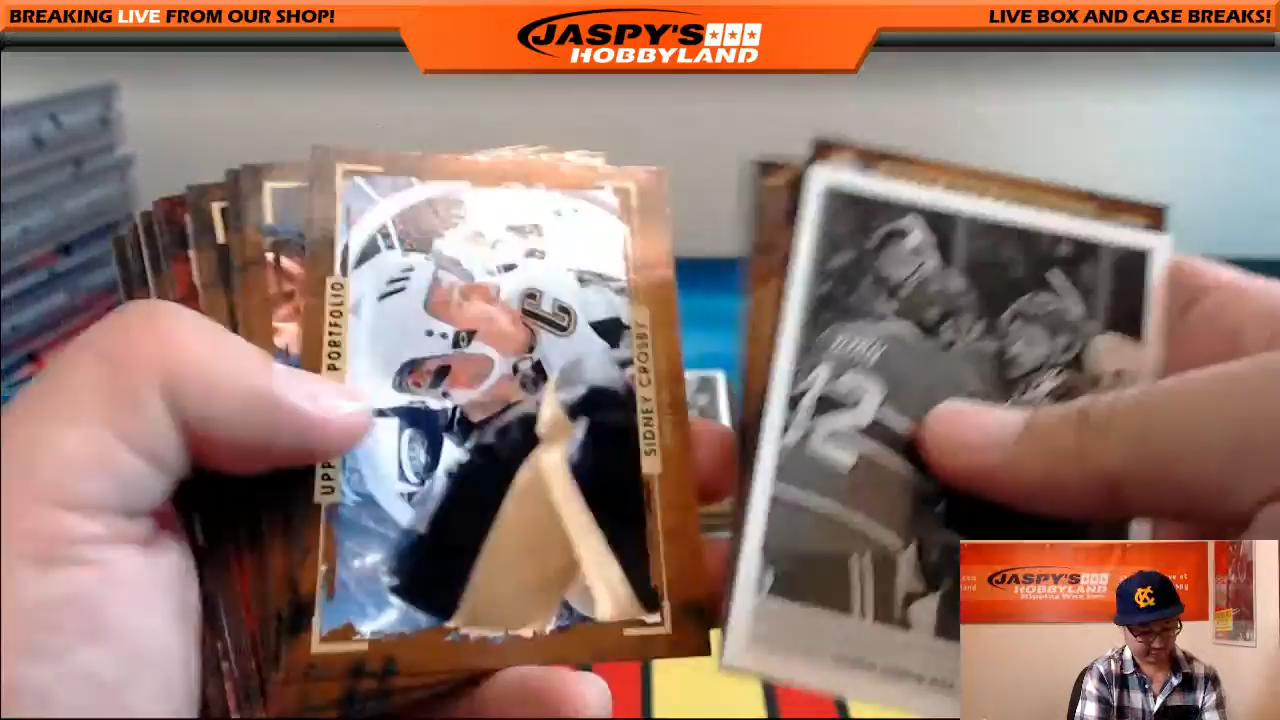 BREAKING LIVE FROM OUR SHOP!
JASPY'S
HOBBYLAND
LIVE BOX AND CASE BREAKS!
PORTFOLIO
UPP
SIDNEY CROSBY
C
12
JASPY'S
HOBBYLAND
KC